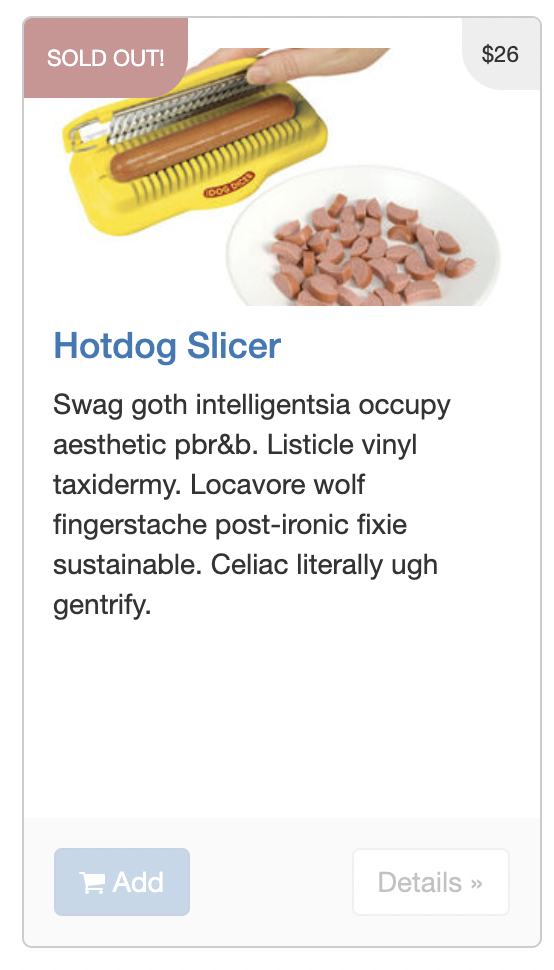 SOLD OUT!
$26
DOG DICER
Hotdog Slicer
Swag goth intelligentsia occupy
aesthetic pbr&b. Listicle vinyl
taxidermy. Locavore wolf
fingerstache post-ironic fixie
sustainable. Celiac literally ugh
gentrify.
Add
Details »